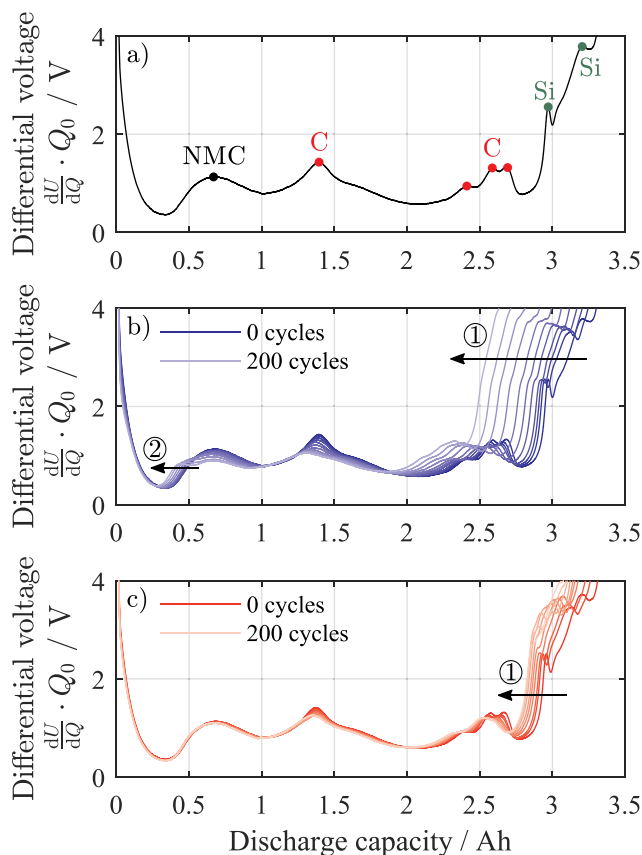 a)
Differential voltage
dU/dQ · Q₀ / V
4
2
0
NMC
C
C
Si
Si
0 0.5 1 1.5 2 2.5 3 3.5
b)
Differential voltage
dU/dQ · Q₀ / V
4
2
0
0 cycles
200 cycles
①
②
0 0.5 1 1.5 2 2.5 3 3.5
c)
Differential voltage
dU/dQ · Q₀ / V
4
2
0
0 cycles
200 cycles
①
0 0.5 1 1.5 2 2.5 3 3.5
Discharge capacity / Ah